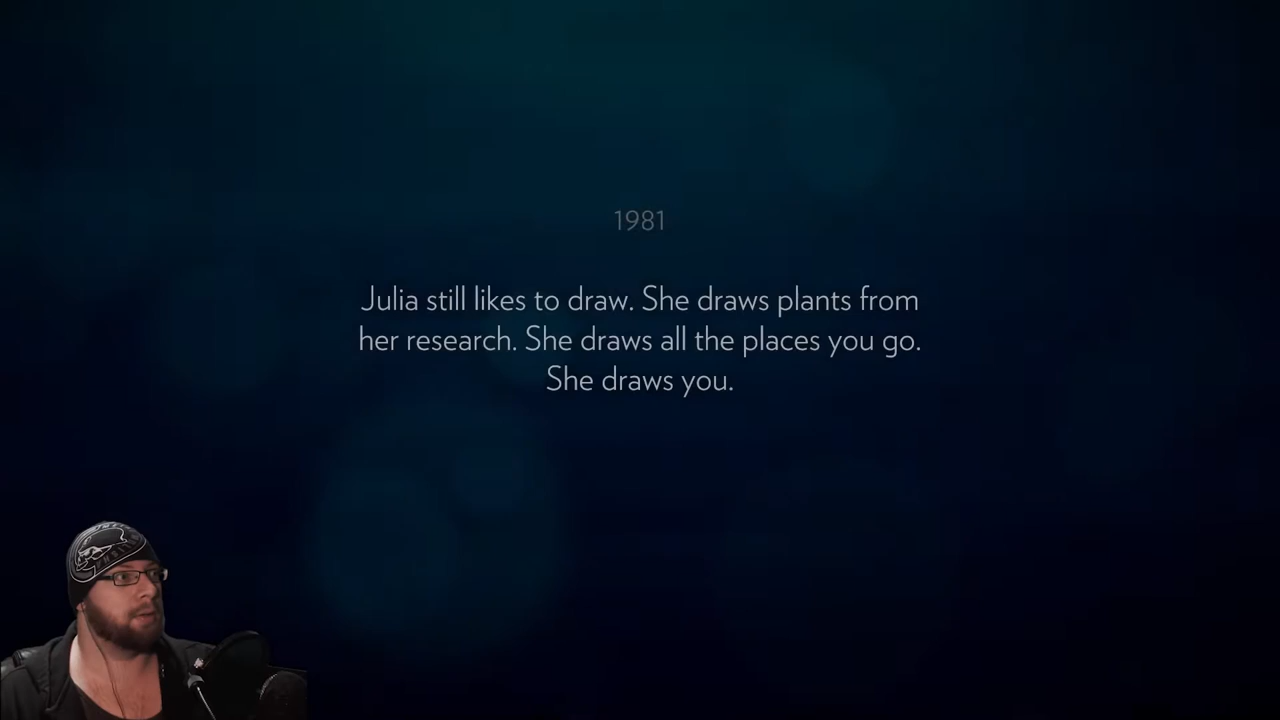 1981
Julia still likes to draw. She draws plants from
her research. She draws all the places you go.
She draws you.